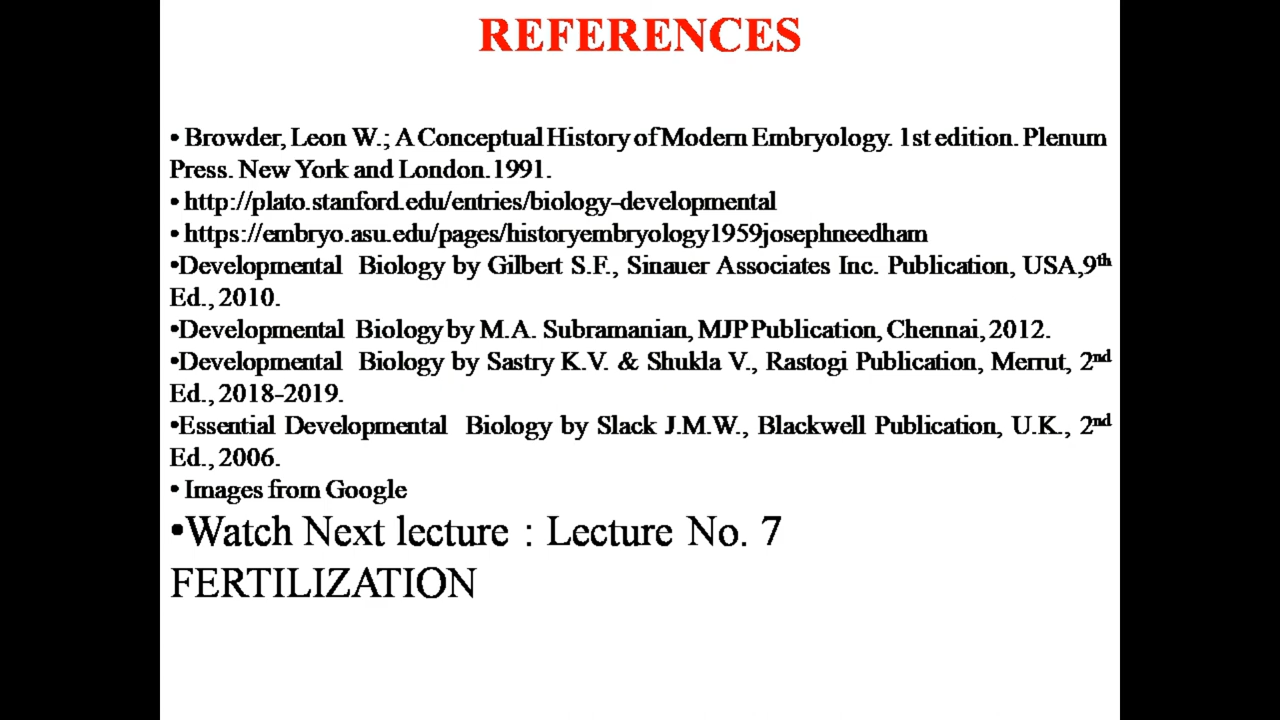 REFERENCES
• Browder, Leon W.; A Conceptual History of Modern Embryology. 1st edition. Plenum
Press. New York and London.1991.
• http://plato.stanford.edu/entries/biology-developmental
• https://embryo.asu.edu/pages/historyembryology1959josephneedham
•Developmental Biology by Gilbert S.F., Sinauer Associates Inc. Publication, USA,9th
Ed., 2010.
•Developmental Biology by M.A. Subramanian, MJP Publication, Chennai, 2012.
•Developmental Biology by Sastry K.V. & Shukla V., Rastogi Publication, Merrut, 2nd
Ed., 2018-2019.
•Essential Developmental Biology by Slack J.M.W., Blackwell Publication, U.K., 2nd
Ed., 2006.
• Images from Google
•Watch Next lecture : Lecture No. 7
FERTILIZATION